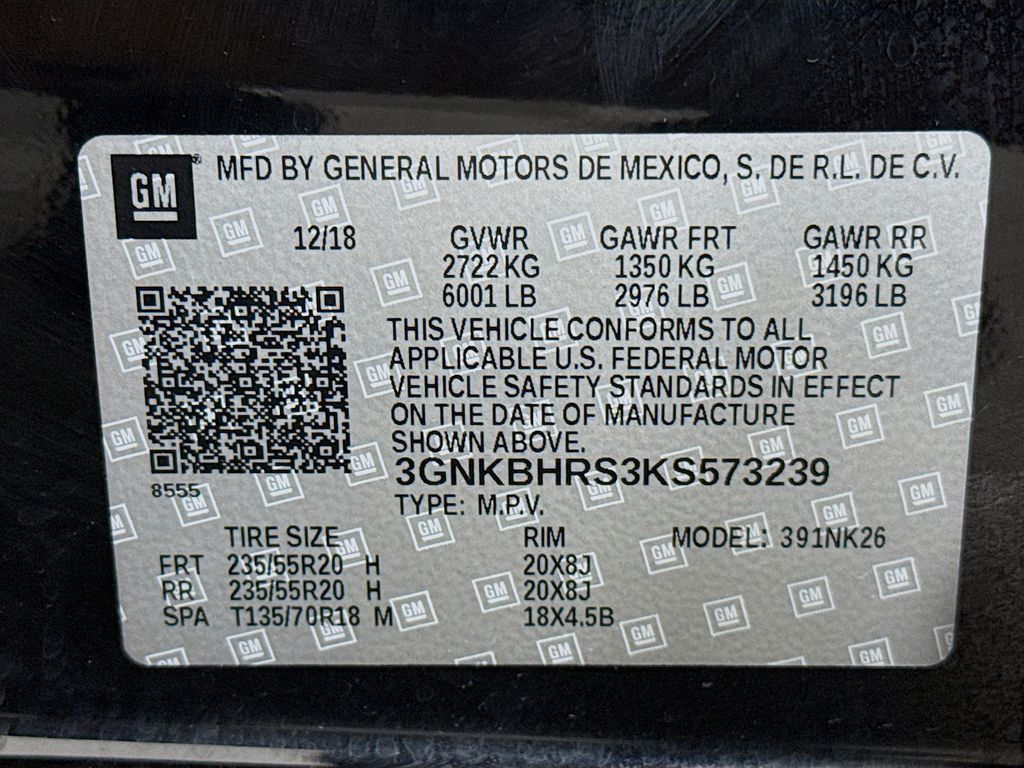 GM® MFD BY GENERAL MOTORS DE MEXICO, S. DE R.L. DE C.V.
12/18 GVWR GAWR FRT GAWR RR
2722 KG 1350 KG 1450 KG
6001 LB 2976 LB 3196 LB
THIS VEHICLE CONFORMS TO ALL
APPLICABLE U.S. FEDERAL MOTOR
VEHICLE SAFETY STANDARDS IN EFFECT
ON THE DATE OF MANUFACTURE
SHOWN ABOVE.
3GNKBHRS3KS573239
8555
TYPE: M.P.V.
TIRE SIZE RIM MODEL: 391NK26
FRT 235/55R20 H 20X8J
RR 235/55R20 H 20X8J
SPA T135/70R18 M 18X4.5B